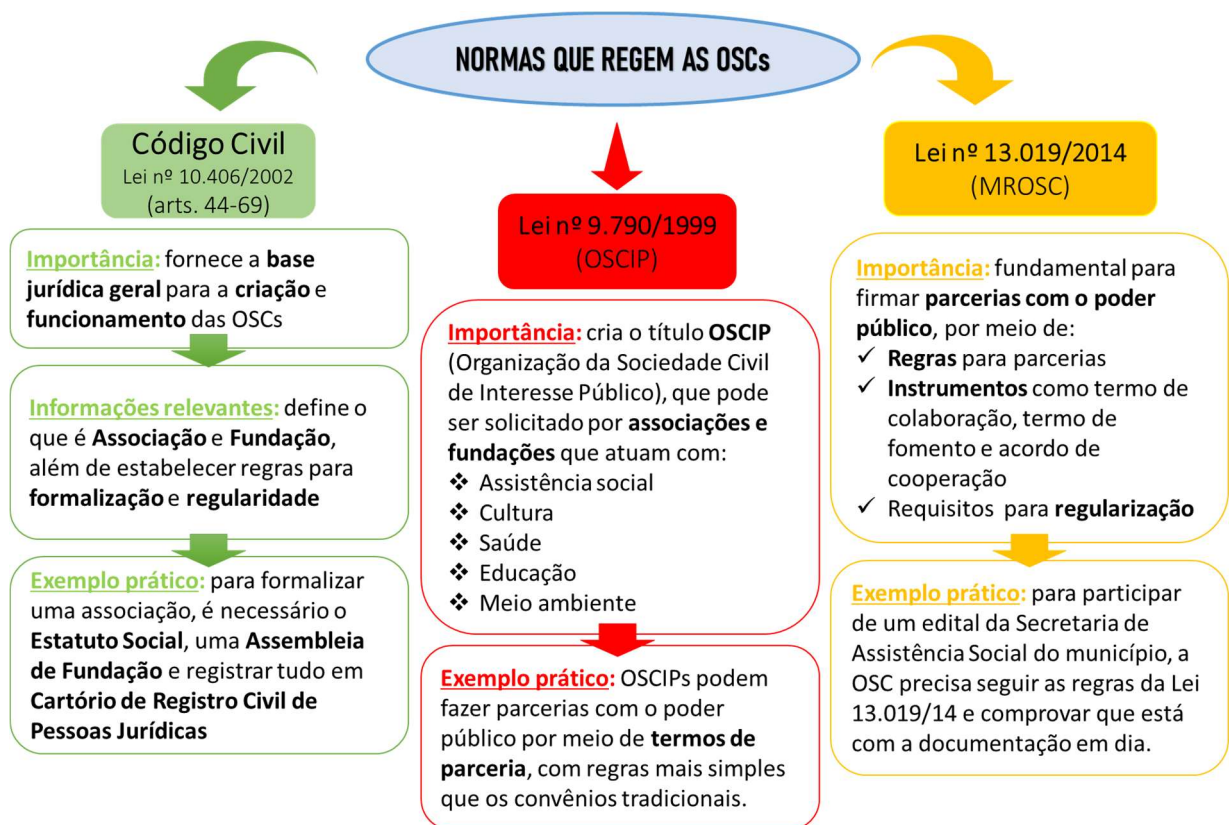 NORMAS QUE REGEM AS OSCs
Código Civil
Lei nº 10.406/2002
(arts. 44-69)
Importância: fornece a base
jurídica geral para a criação e
funcionamento das OSCs
Informações relevantes: define o
que é Associação e Fundação,
além de estabelecer regras para
formalização e regularidade
Exemplo prático: para formalizar
uma associação, é necessário o
Estatuto Social, uma Assembleia
de Fundação e registrar tudo em
Cartório de Registro Civil de
Pessoas Jurídicas
Lei nº 9.790/1999
(OSCIP)
Importância: cria o título OSCIP
(Organização da Sociedade Civil
de Interesse Público), que pode
ser solicitado por associações e
fundações que atuam com:
❖ Assistência social
❖ Cultura
❖ Saúde
❖ Educação
❖ Meio ambiente
Exemplo prático: OSCIPs podem
fazer parcerias com o poder
público por meio de termos de
parceria, com regras mais simples
que os convênios tradicionais.
Lei nº 13.019/2014
(MROSC)
Importância: fundamental para
firmar parcerias com o poder
público, por meio de:
✓ Regras para parcerias
✓ Instrumentos como termo de
colaboração, termo de
fomento e acordo de
cooperação
✓ Requisitos para regularização
Exemplo prático: para participar
de um edital da Secretaria de
Assistência Social do município, a
OSC precisa seguir as regras da Lei
13.019/14 e comprovar que está
com a documentação em dia.